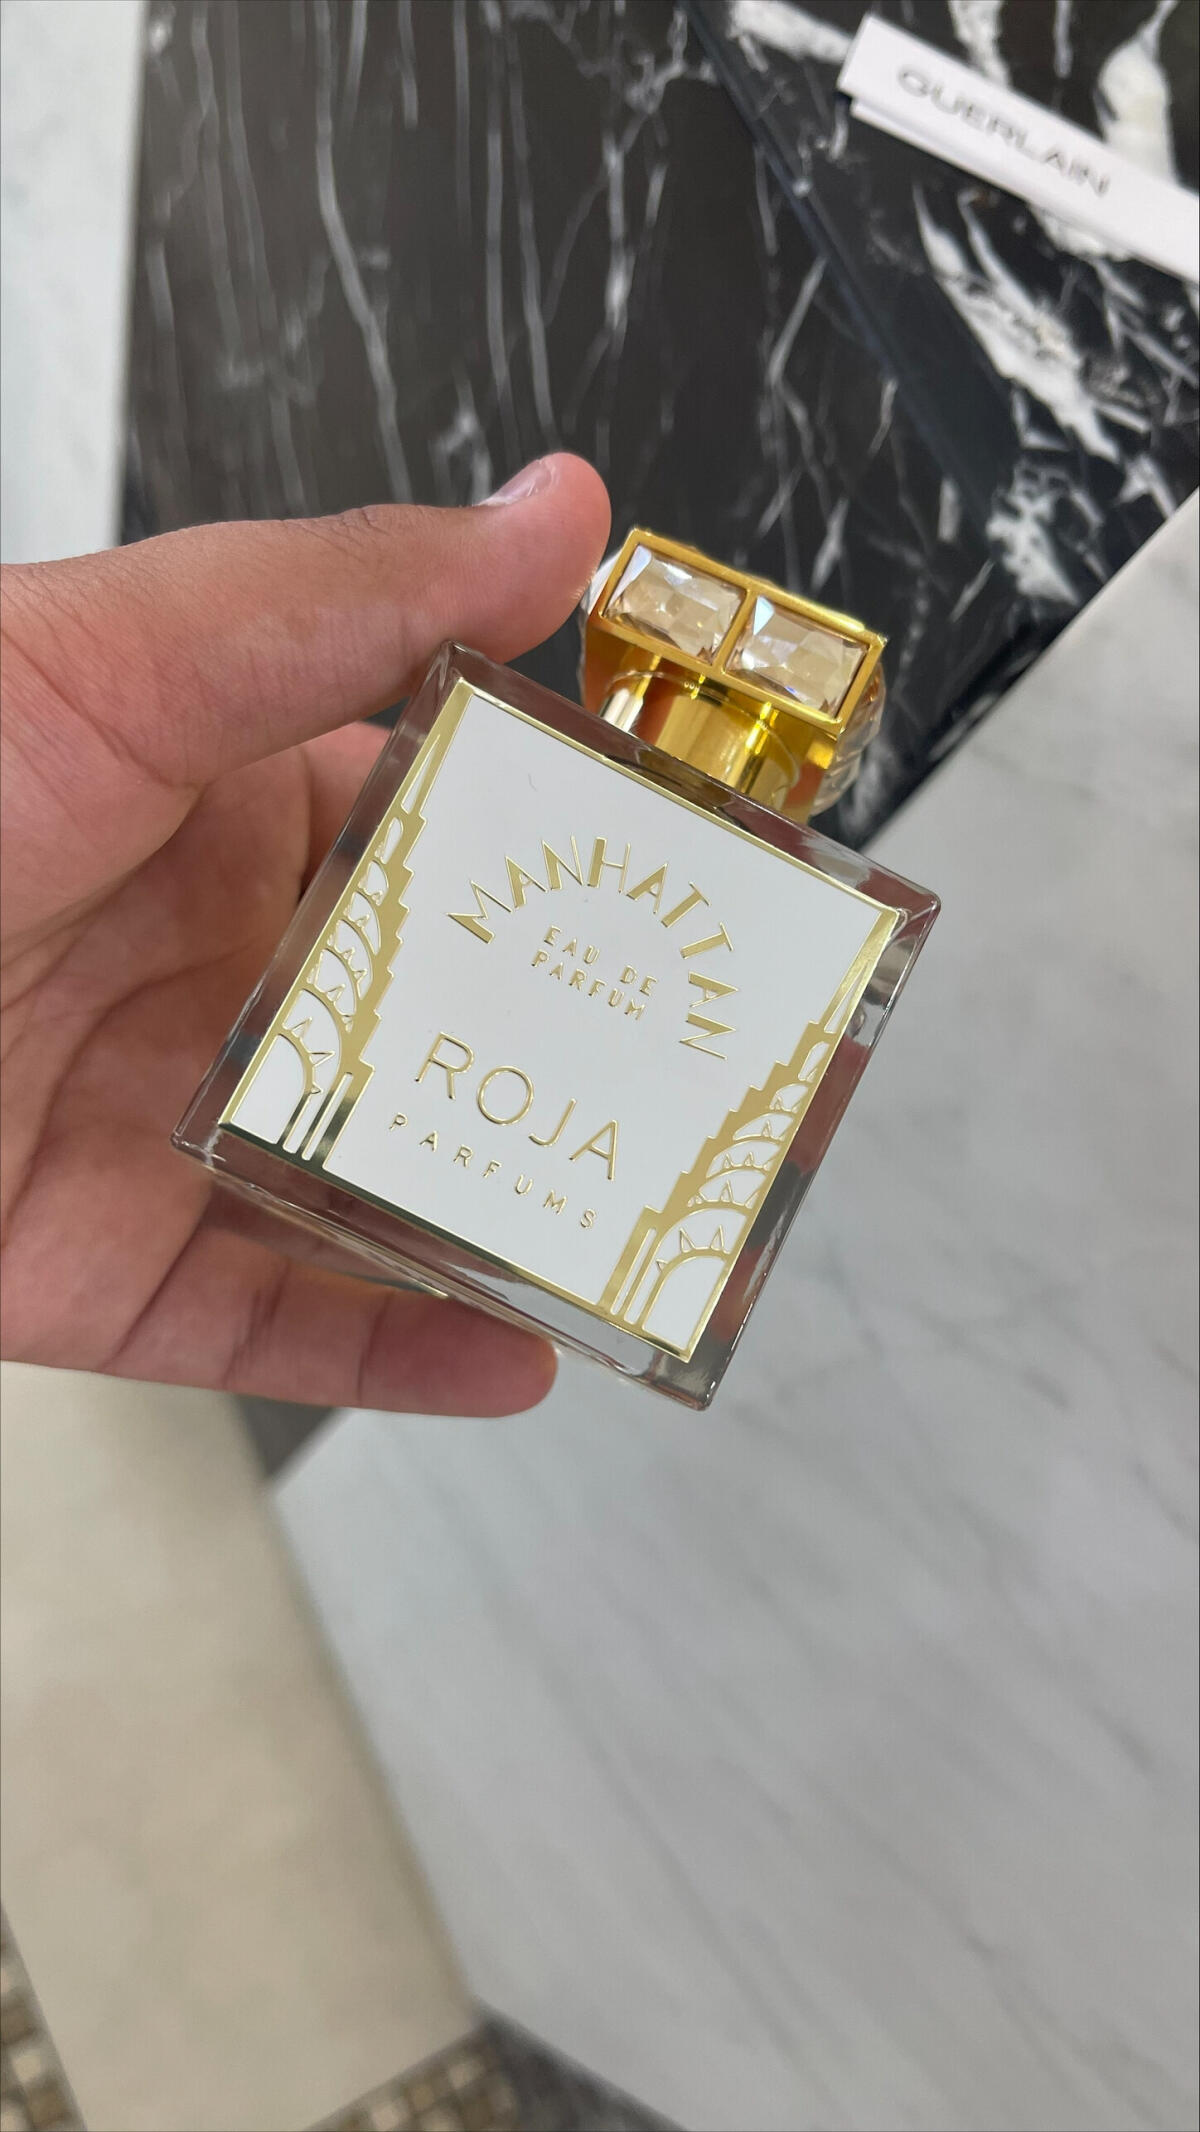 GUERLAIN
MANHATTAN
EAU DE
PARFUM
ROJA
PARFUMS